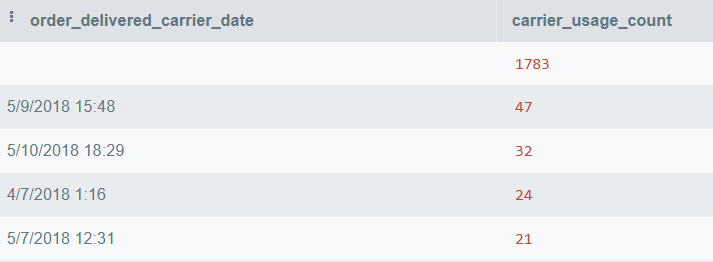 order_delivered_carrier_date carrier_usage_count
1783
5/9/2018 15:48 47
5/10/2018 18:29 32
4/7/2018 1:16 24
5/7/2018 12:31 21